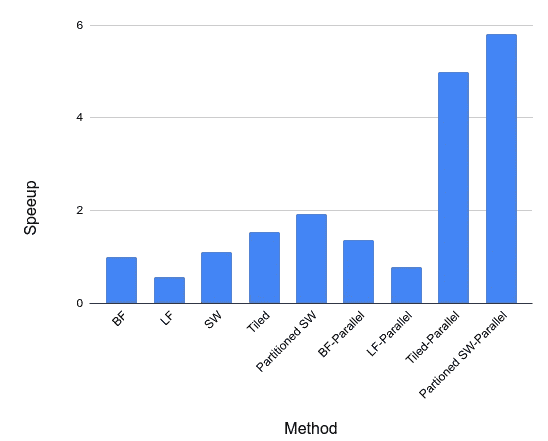 6
4
2
0
Speeup
BF
LF
SW
Tiled
Partitioned SW
BF-Parallel
LF-Parallel
Tiled-Parallel
Partioned SW-Parallel
Method